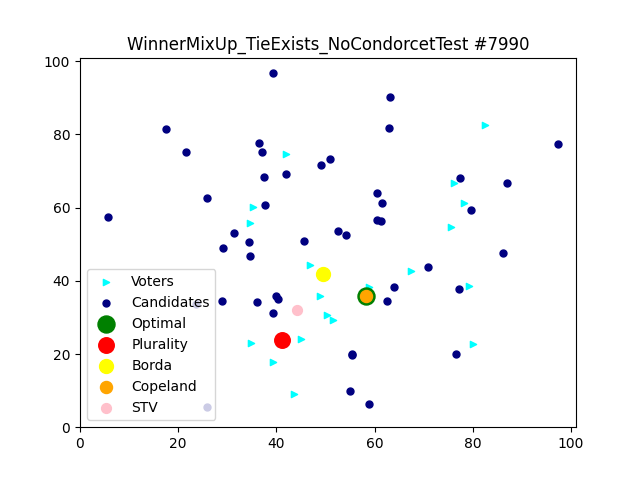 WinnerMixUp_TieExists_NoCondorcetTest #7990
100
80
60
40
20
0
Voters
Candidates
Optimal
Plurality
Borda
Copeland
STV
0 20 40 60 80 100